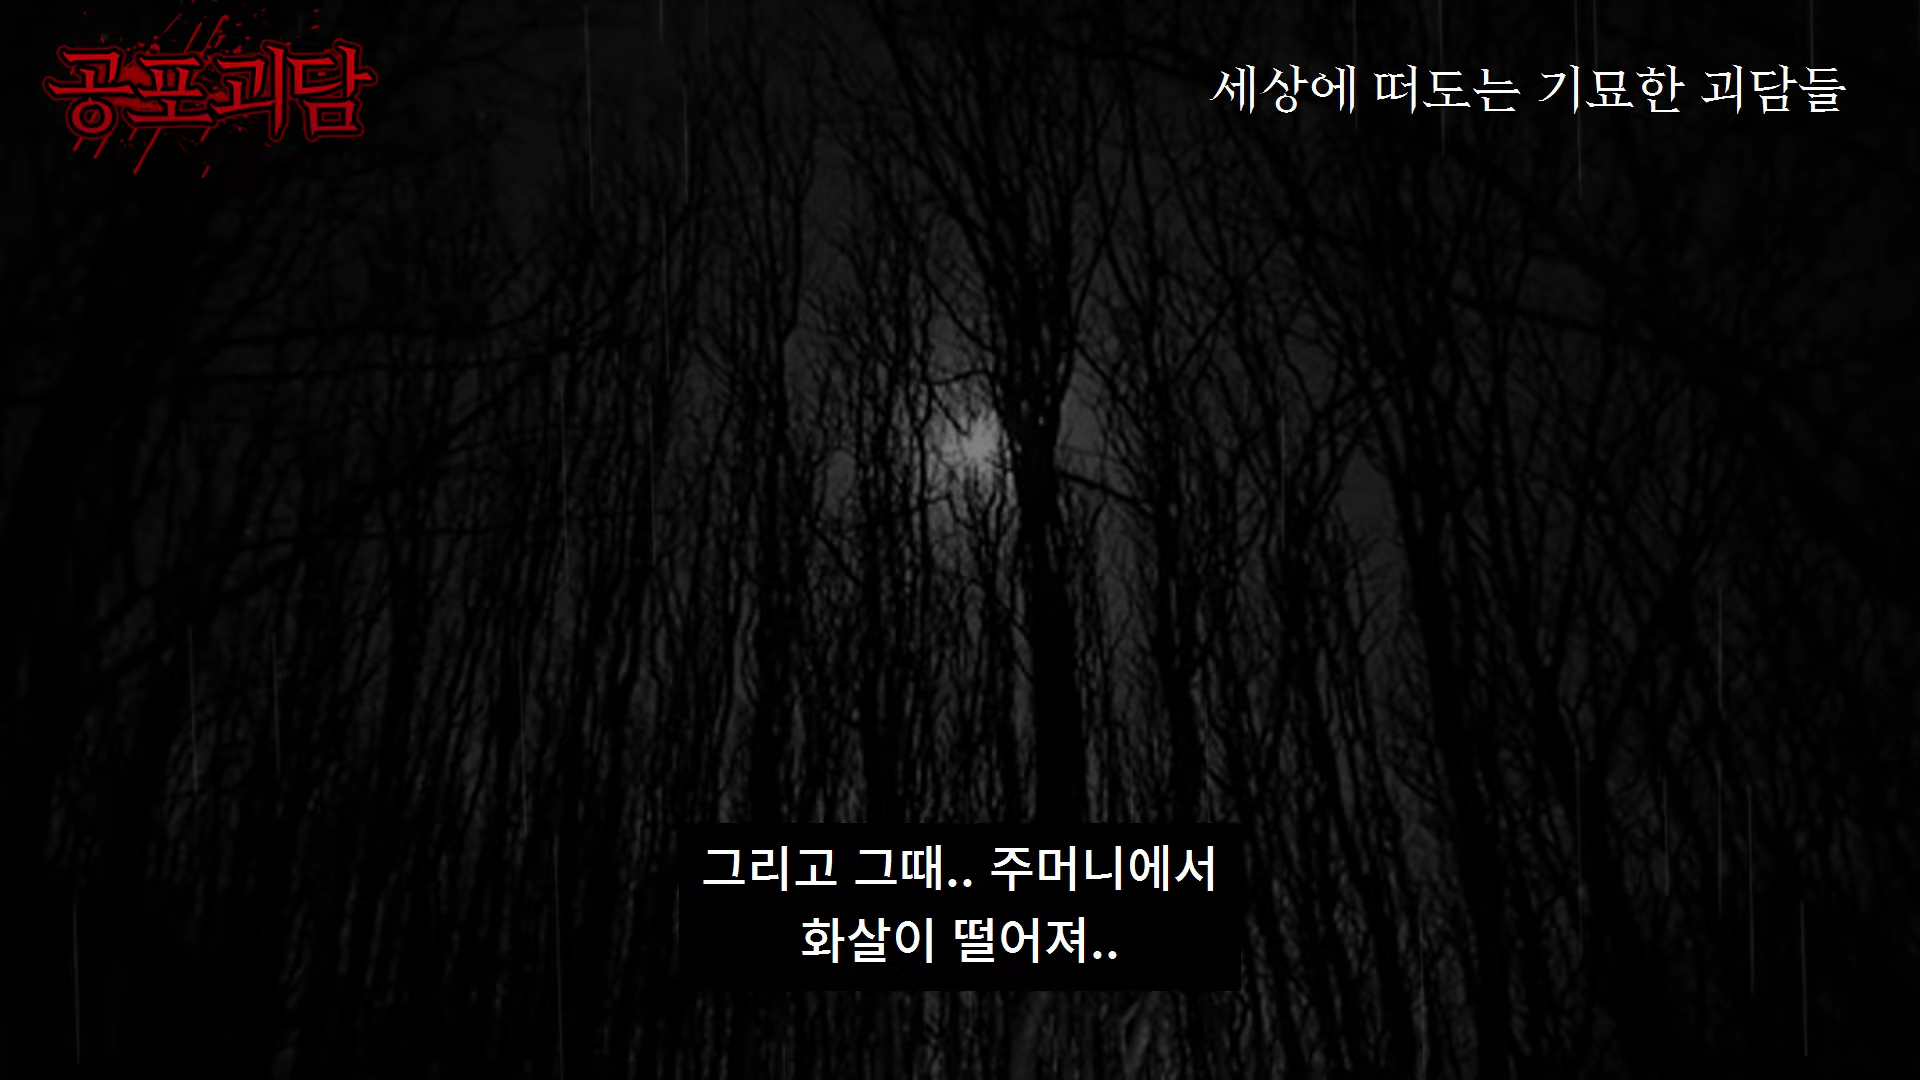 공포괴담
세상에 떠도는 기묘한 괴담들
그리고 그때.. 주머니에서
화살이 떨어져..